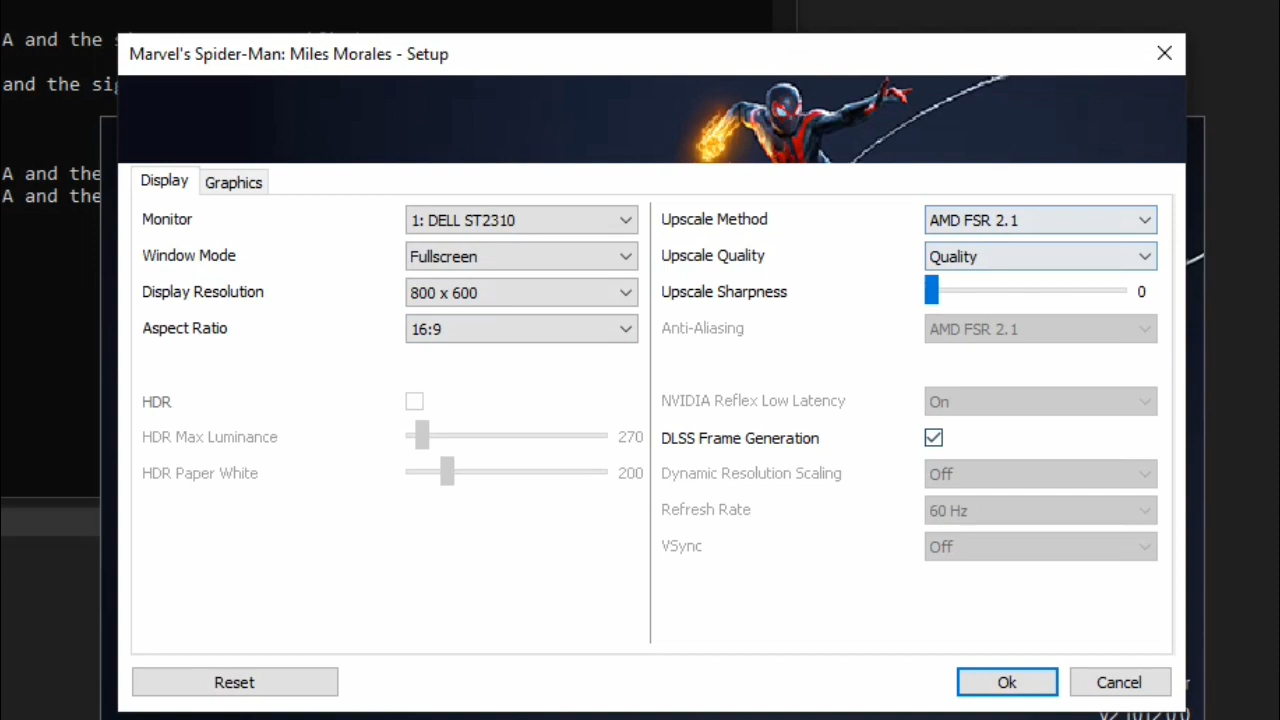 A and the
and the
A and the
A and the
Marvel's Spider-Man: Miles Morales - Setup
Display
Graphics
Monitor
1: DELL ST2310
Window Mode
Fullscreen
Display Resolution
800 x 600
Aspect Ratio
16:9
HDR
HDR Max Luminance
270
HDR Paper White
200
Upscale Method
AMD FSR 2.1
Upscale Quality
Quality
Upscale Sharpness
0
Anti-Aliasing
AMD FSR 2.1
NVIDIA Reflex Low Latency
On
DLSS Frame Generation
Dynamic Resolution Scaling
Off
Refresh Rate
60 Hz
VSync
Off
Reset
Ok
Cancel